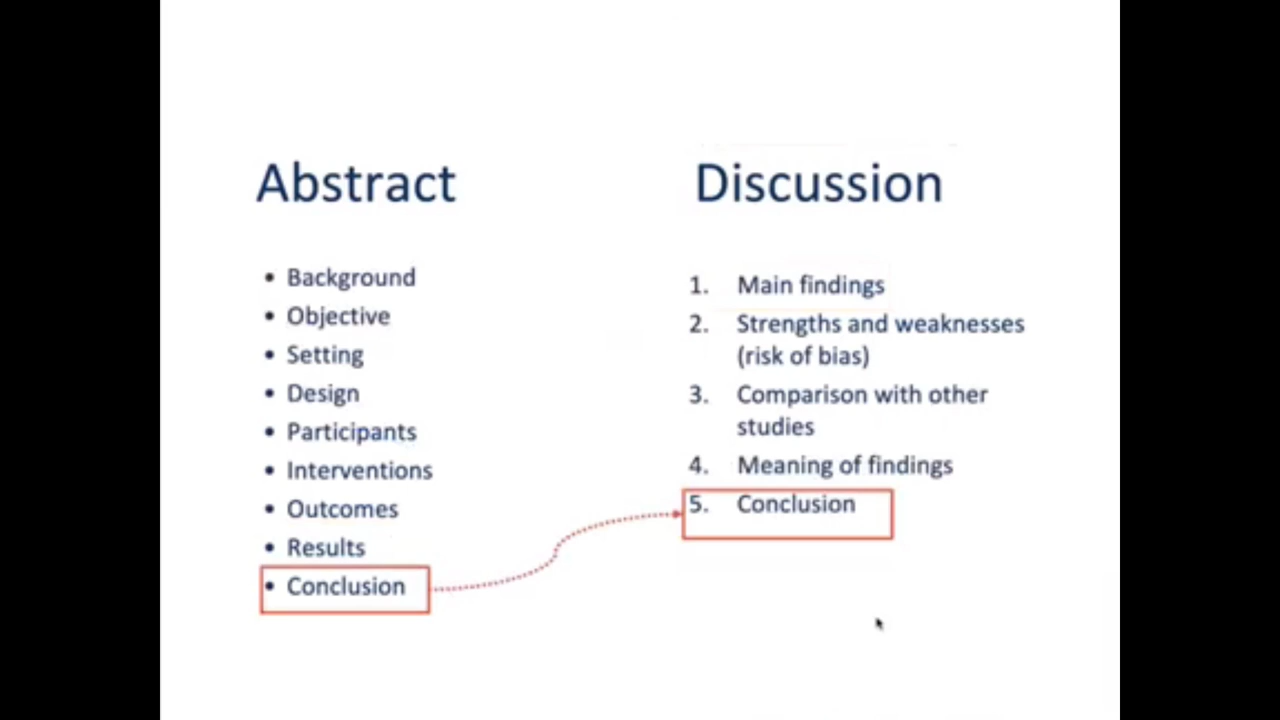 Abstract
• Background
• Objective
• Setting
• Design
• Participants
• Interventions
• Outcomes
• Results
• Conclusion
Discussion
1. Main findings
2. Strengths and weaknesses
(risk of bias)
3. Comparison with other
studies
4. Meaning of findings
5. Conclusion